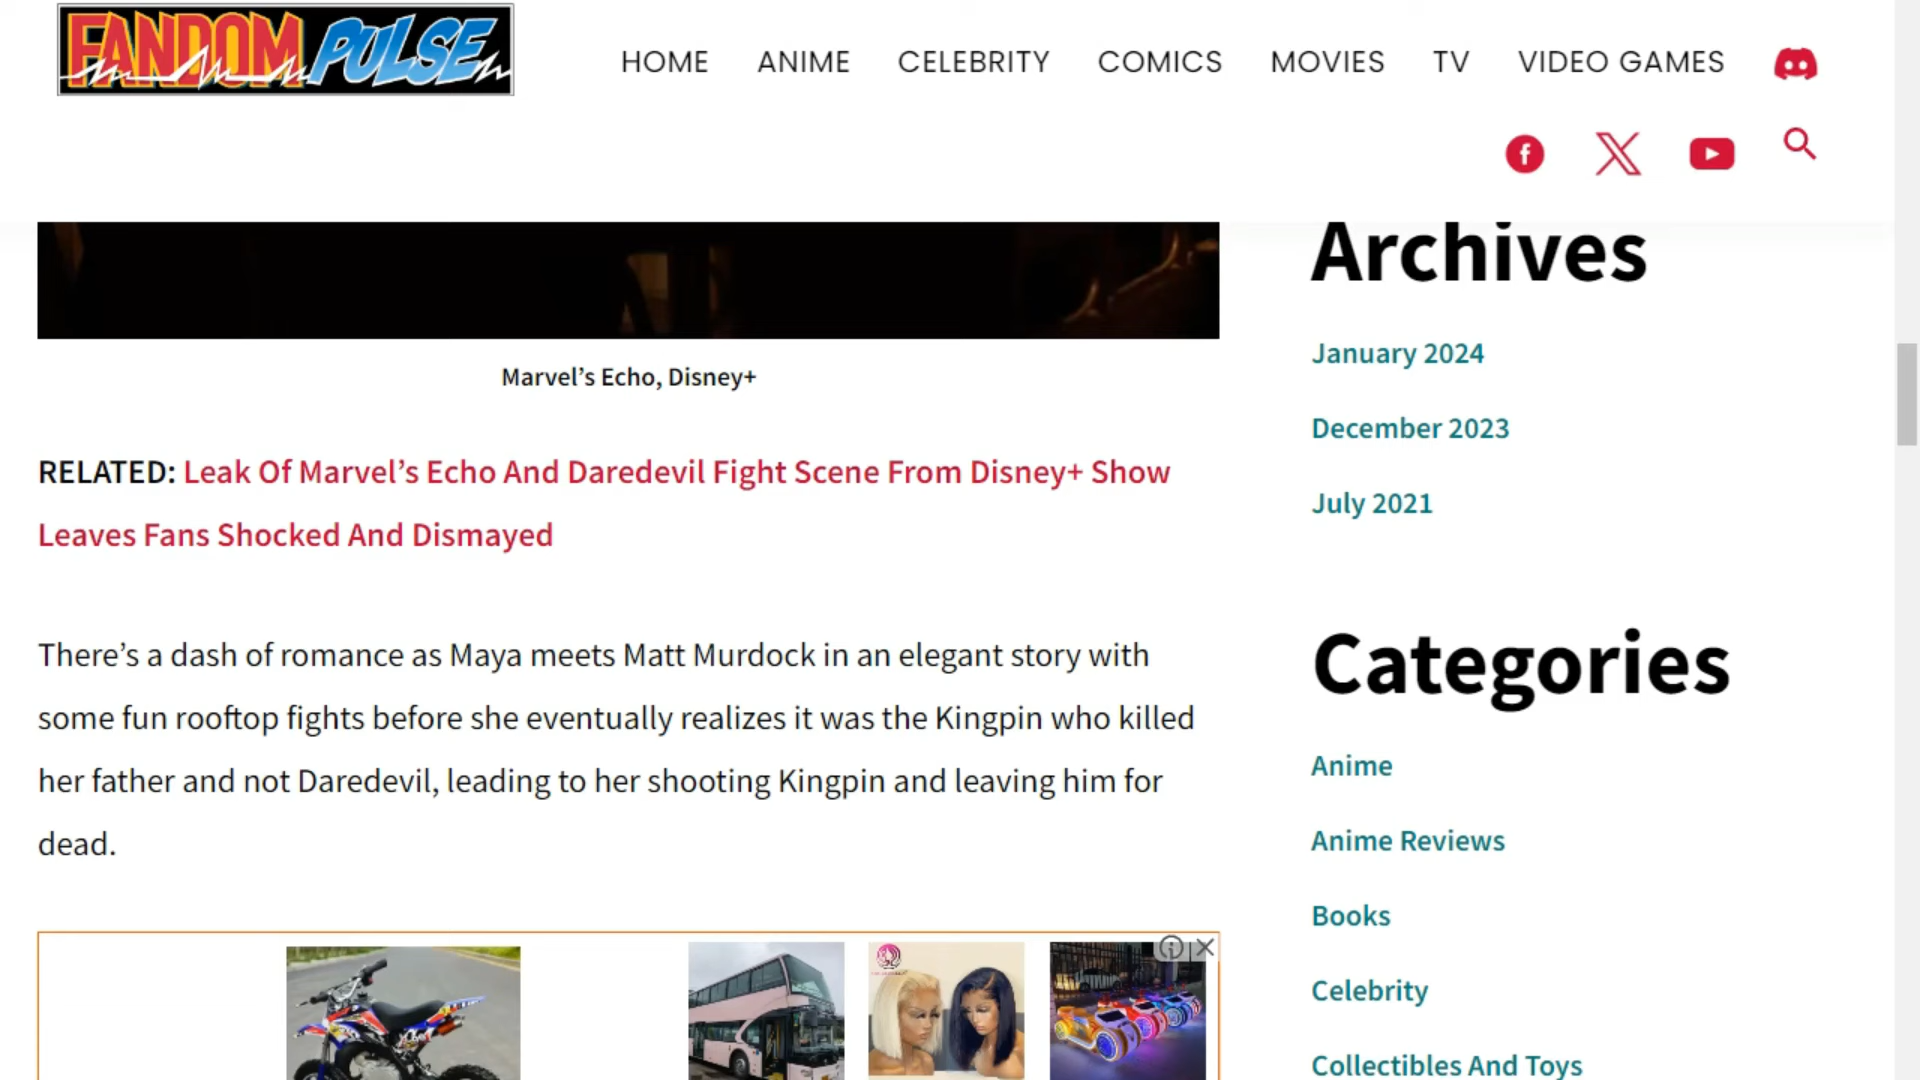 FANDOM PULSE
HOME ANIME CELEBRITY COMICS MOVIES TV VIDEO GAMES
Marvel’s Echo, Disney+
RELATED: Leak Of Marvel’s Echo And Daredevil Fight Scene From Disney+ Show
Leaves Fans Shocked And Dismayed
There’s a dash of romance as Maya meets Matt Murdock in an elegant story with
some fun rooftop fights before she eventually realizes it was the Kingpin who killed
her father and not Daredevil, leading to her shooting Kingpin and leaving him for
dead.
Archives
January 2024
December 2023
July 2021
Categories
Anime
Anime Reviews
Books
Celebrity
Collectibles And Toys